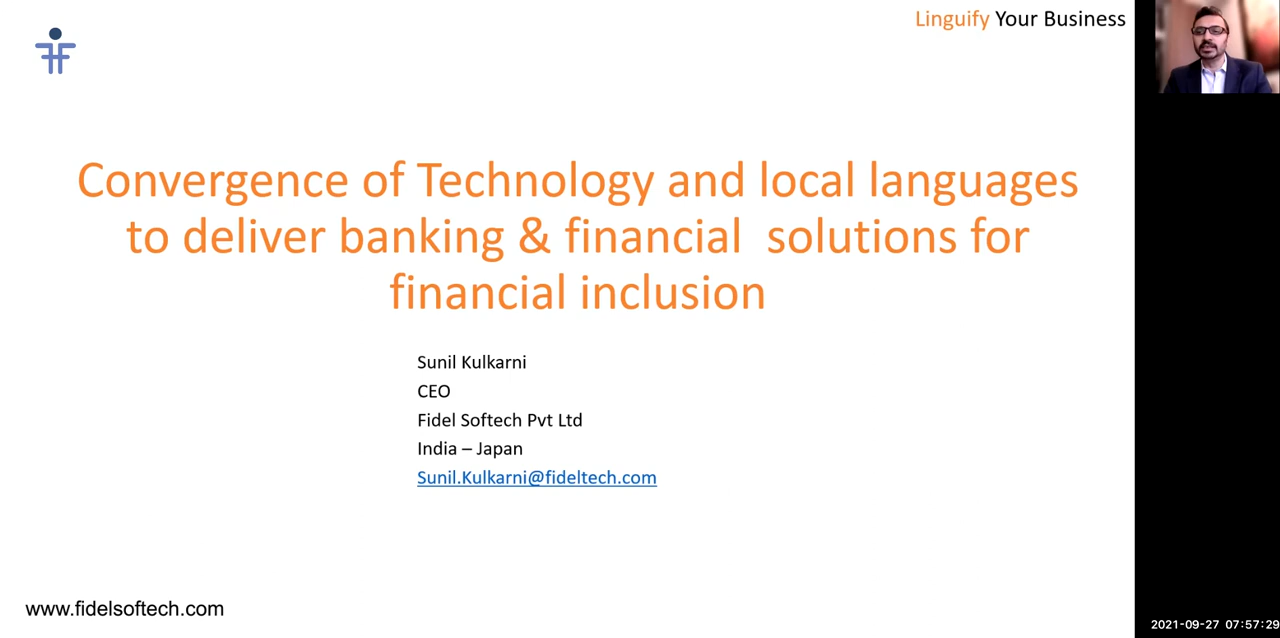 Linguify Your Business
Convergence of Technology and local languages
to deliver banking & financial solutions for
financial inclusion
Sunil Kulkarni
CEO
Fidel Softech Pvt Ltd
India – Japan
Sunil.Kulkarni@fideltech.com
www.fidelsoftech.com
2021-09-27 07:57:29